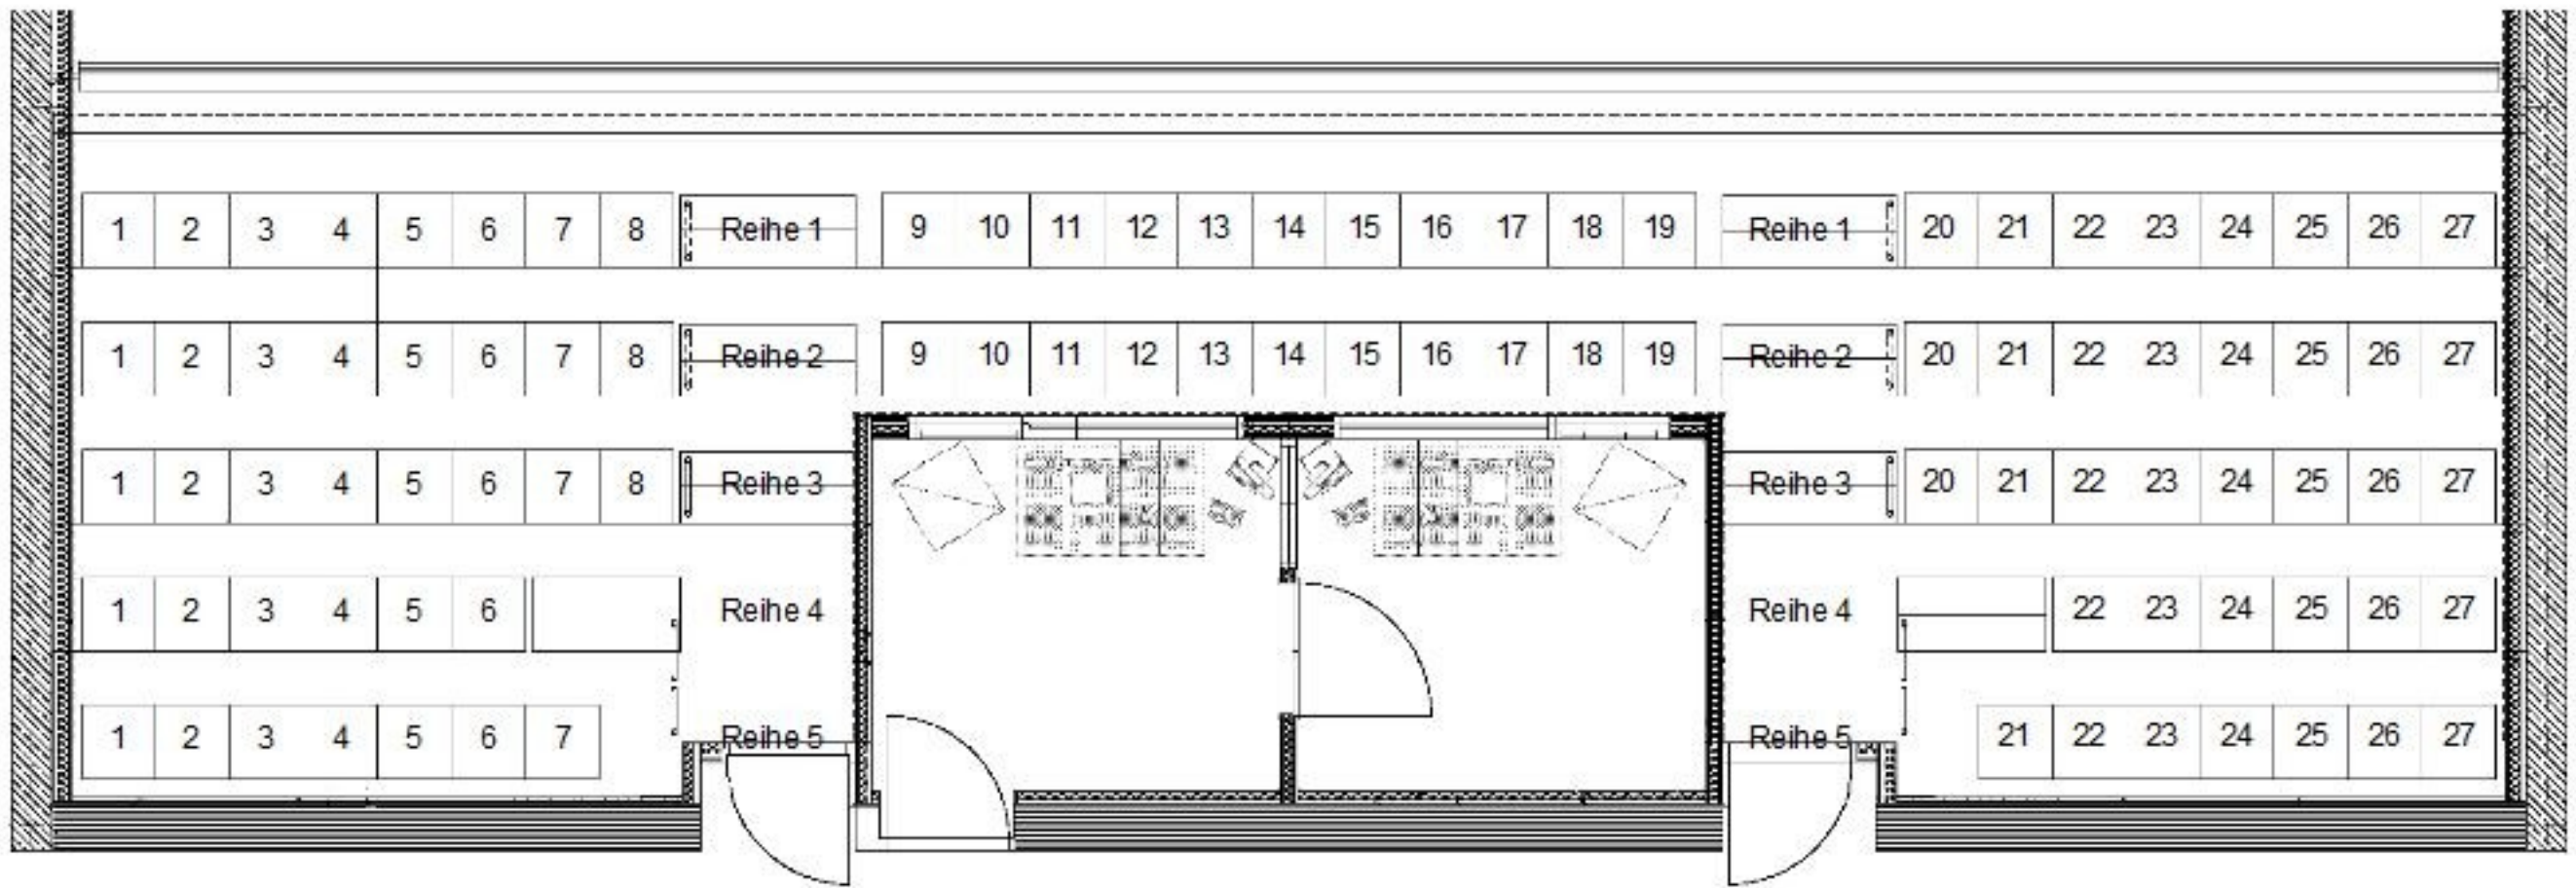 1 2 3 4 5 6 7 8 Reihe 1 9 10 11 12 13 14 15 16 17 18 19 Reihe 1 20 21 22 23 24 25 26 27
1 2 3 4 5 6 7 8 Reihe 2 9 10 11 12 13 14 15 16 17 18 19 Reihe 2 20 21 22 23 24 25 26 27
1 2 3 4 5 6 7 8 Reihe 3 Reihe 3 20 21 22 23 24 25 26 27
1 2 3 4 5 6 Reihe 4 Reihe 4 22 23 24 25 26 27
1 2 3 4 5 6 7 Reihe 5 Reihe 5 21 22 23 24 25 26 27